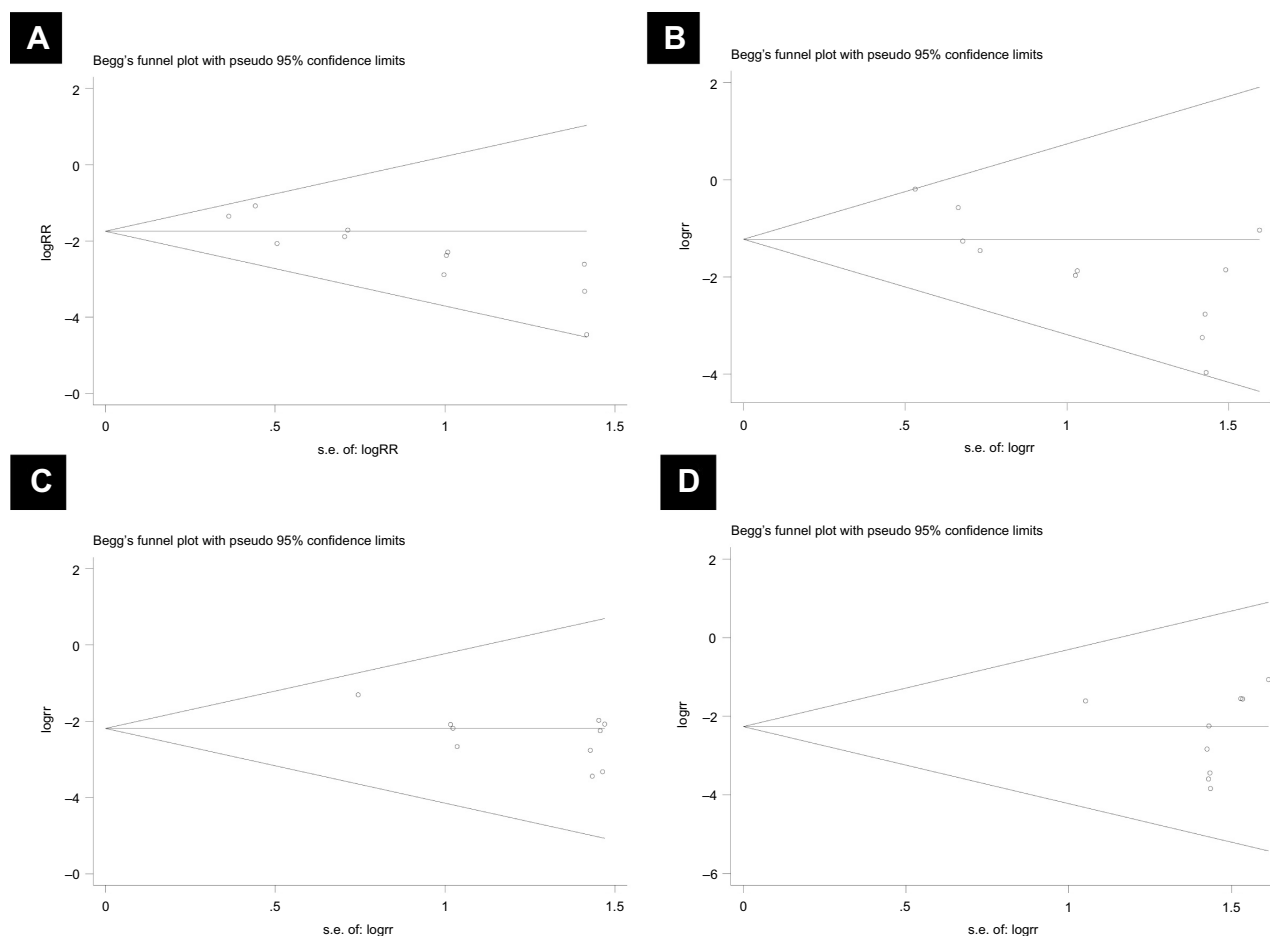 A
Begg's funnel plot with pseudo 95% confidence limits
2
0
–2
–4
–0
logRR
0 .5 1 1.5
s.e. of: logRR
B
Begg's funnel plot with pseudo 95% confidence limits
2
0
–2
–4
logrr
0 .5 1 1.5
s.e. of: logrr
C
Begg's funnel plot with pseudo 95% confidence limits
2
0
–2
–4
–0
logrr
0 .5 1 1.5
s.e. of: logrr
D
Begg's funnel plot with pseudo 95% confidence limits
2
0
–2
–4
–6
logrr
0 .5 1 1.5
s.e. of: logrr